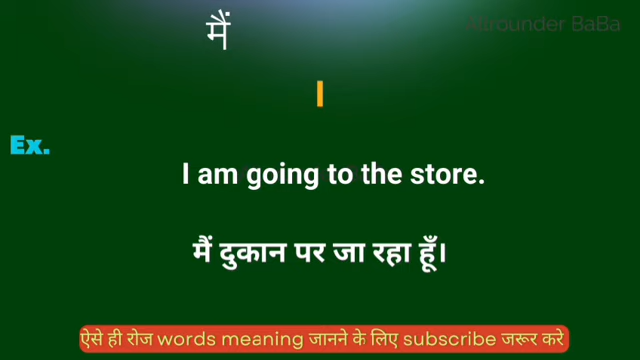 Allrounder BaBa
मैं
I
Ex.
I am going to the store.
मैं दुकान पर जा रहा हूँ।
ऐसे ही रोज words meaning जानने के लिए subscribe जरूर करे